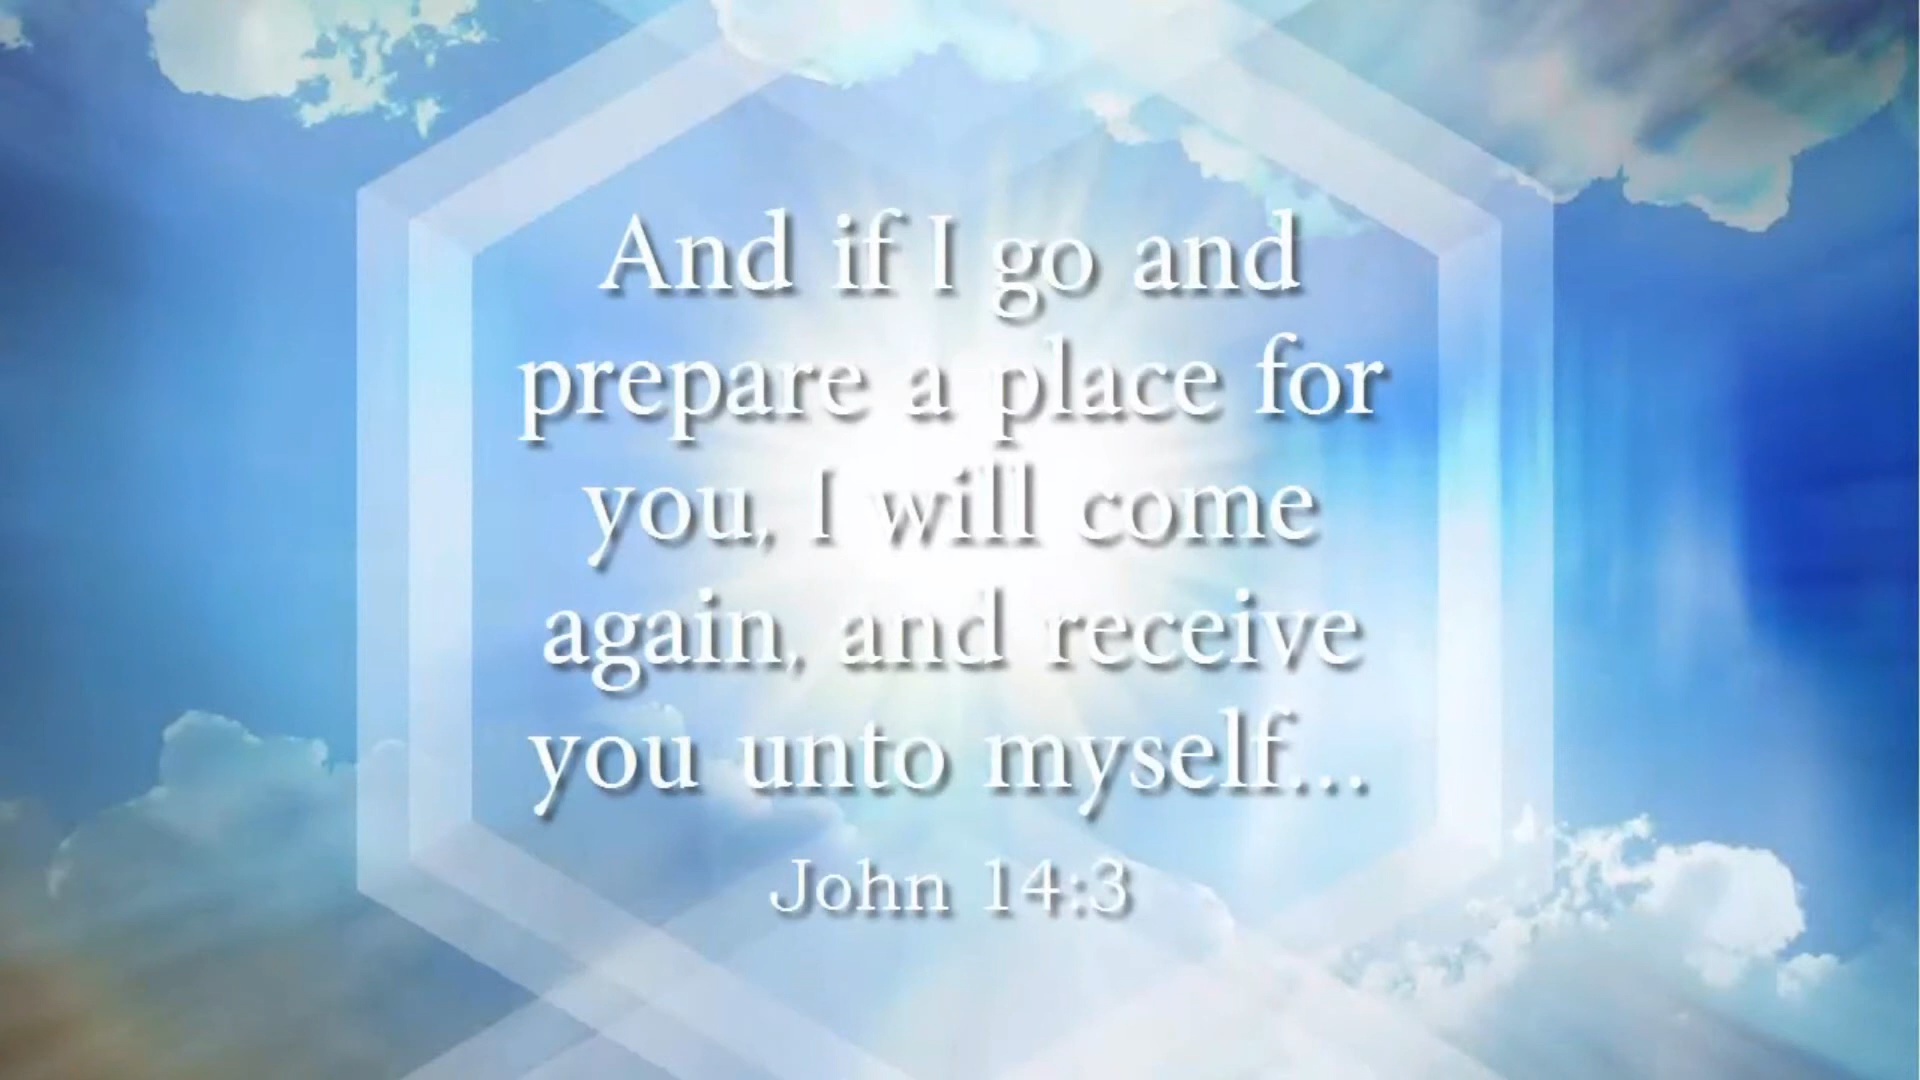 And if I go and
prepare a place for
you, I will come
again, and receive
you unto myself...
John 14:3